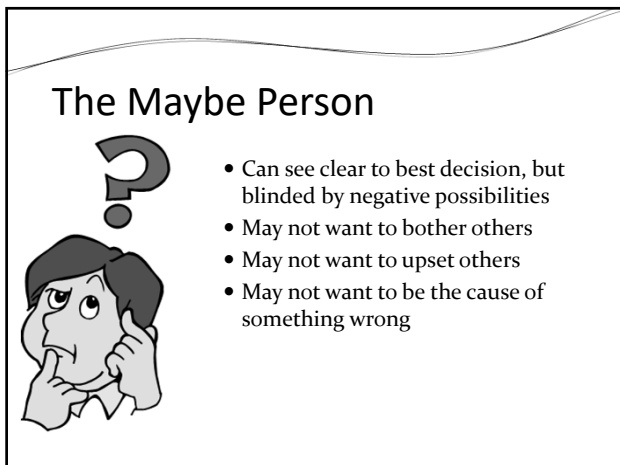 The Maybe Person
?
• Can see clear to best decision, but
blinded by negative possibilities
• May not want to bother others
• May not want to upset others
• May not want to be the cause of
something wrong